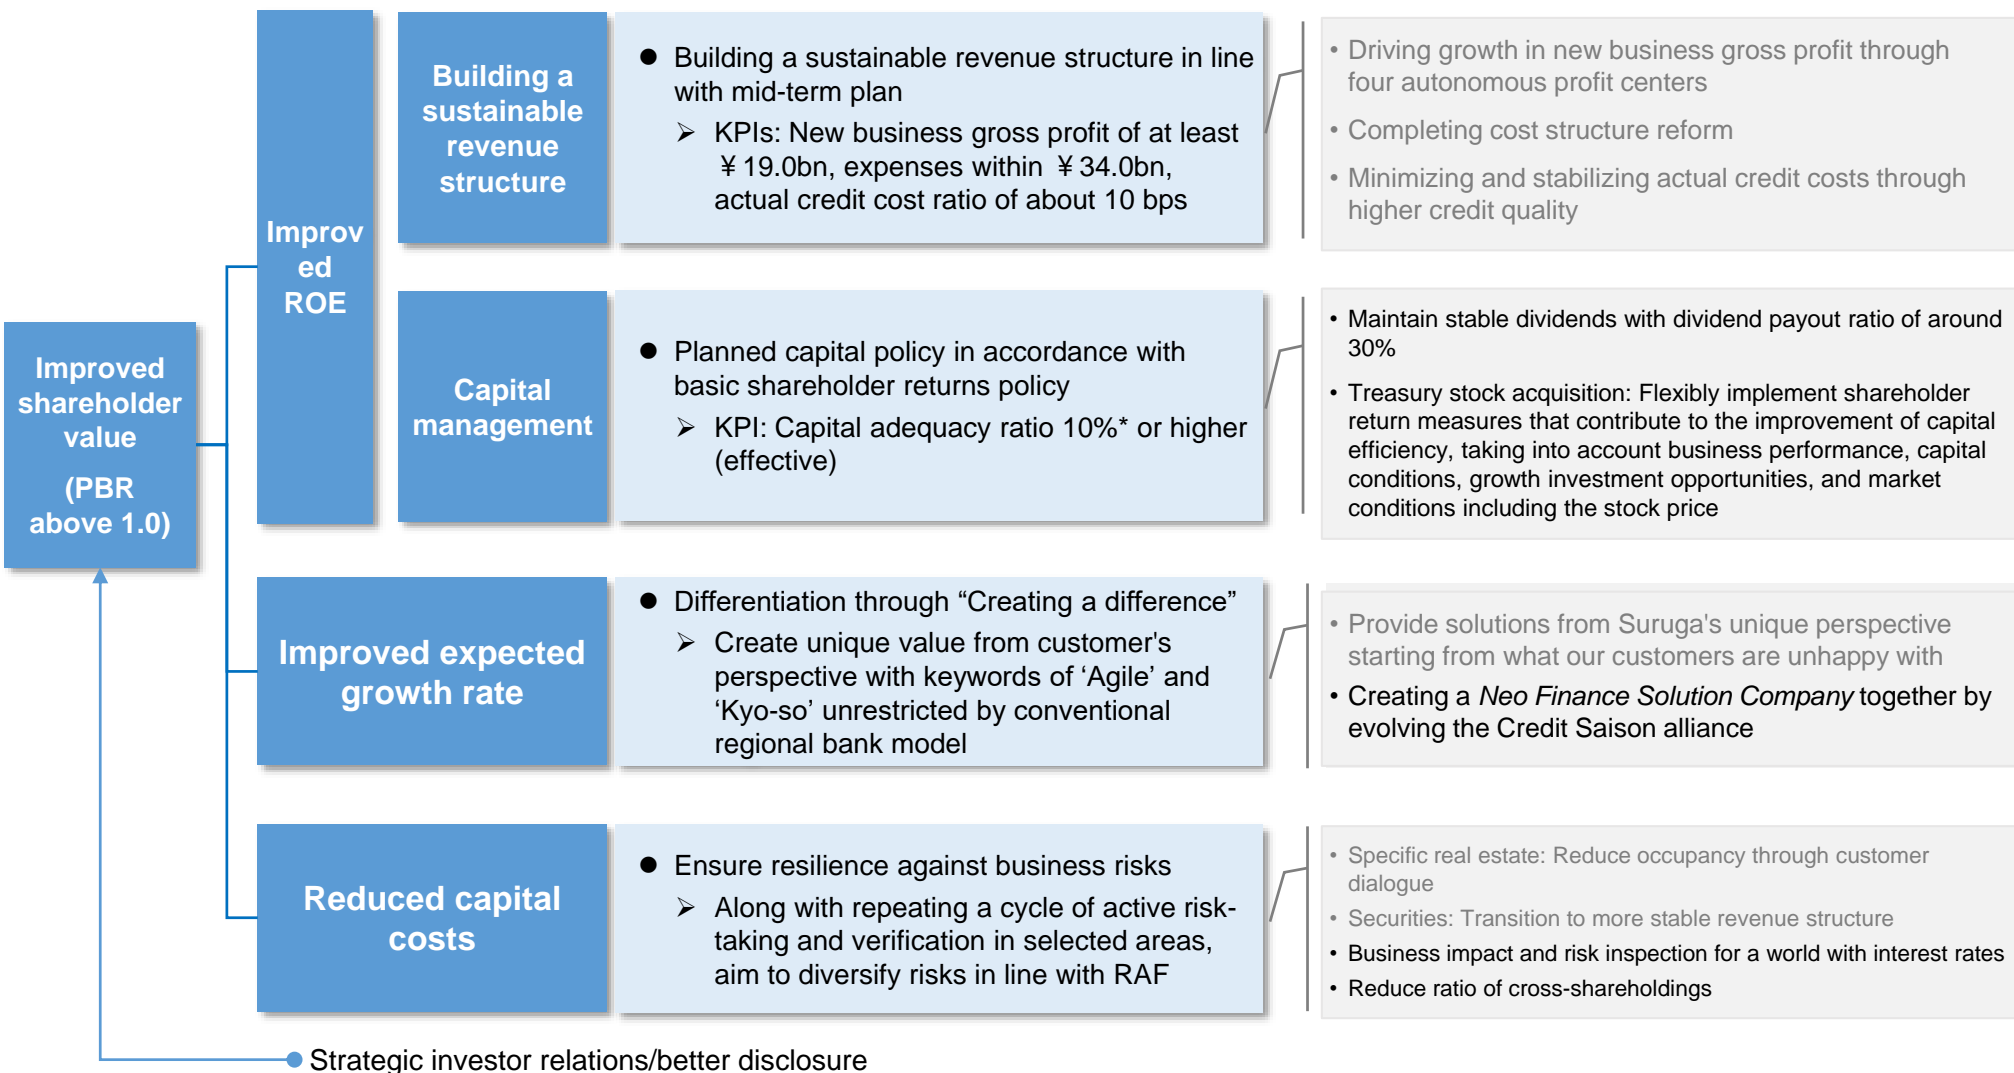 Improved
shareholder
value
(PBR
above 1.0)
Improv
ed
ROE
Building a
sustainable
revenue
structure
● Building a sustainable revenue structure in line
with mid-term plan
➢ KPIs: New business gross profit of at least
¥19.0bn, expenses within ¥34.0bn,
actual credit cost ratio of about 10 bps
• Driving growth in new business gross profit through
four autonomous profit centers
• Completing cost structure reform
• Minimizing and stabilizing actual credit costs through
higher credit quality
Capital
management
● Planned capital policy in accordance with
basic shareholder returns policy
➢ KPI: Capital adequacy ratio 10%* or higher
(effective)
• Maintain stable dividends with dividend payout ratio of around
30%
• Treasury stock acquisition: Flexibly implement shareholder
return measures that contribute to the improvement of capital
efficiency, taking into account business performance, capital
conditions, growth investment opportunities, and market
conditions including the stock price
Improved expected
growth rate
● Differentiation through “Creating a difference”
➢ Create unique value from customer's
perspective with keywords of ‘Agile’ and
‘Kyo-so’ unrestricted by conventional
regional bank model
• Provide solutions from Suruga's unique perspective
starting from what our customers are unhappy with
• Creating a Neo Finance Solution Company together by
evolving the Credit Saison alliance
Reduced capital
costs
● Ensure resilience against business risks
➢ Along with repeating a cycle of active risk-
taking and verification in selected areas,
aim to diversify risks in line with RAF
• Specific real estate: Reduce occupancy through customer
dialogue
• Securities: Transition to more stable revenue structure
• Business impact and risk inspection for a world with interest rates
• Reduce ratio of cross-shareholdings
Strategic investor relations/better disclosure